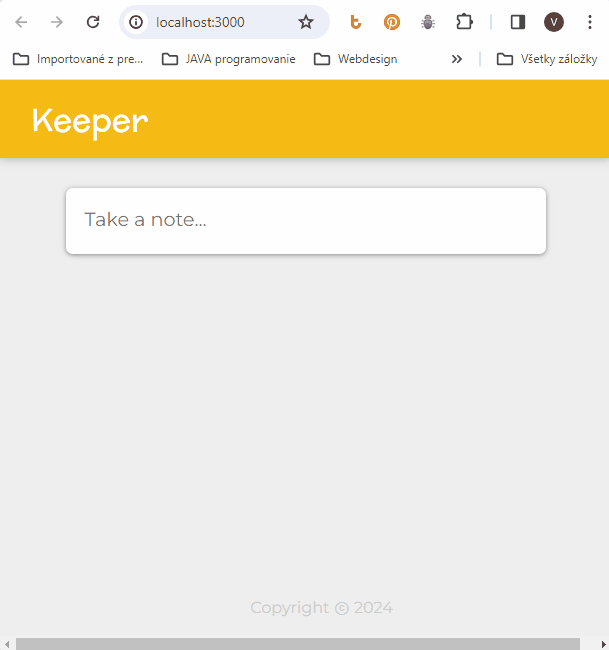 localhost:3000
V
Importované z pre... JAVA programovanie Webdesign » Všetky záložky
Keeper
Take a note...
Copyright © 2024